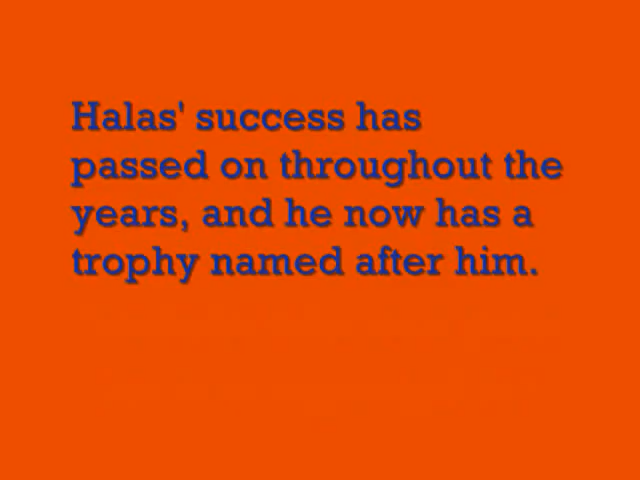 Halas' success has
passed on throughout the
years, and he now has a
trophy named after him.